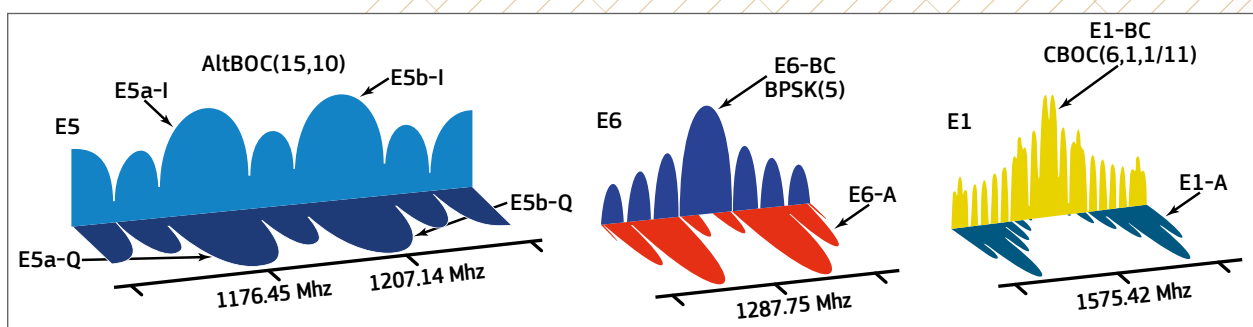 AltBOC(15,10)
E5a-I
E5b-I
E5
E5a-Q
E5b-Q
1176.45 Mhz
1207.14 Mhz
E6-BC
BPSK(5)
E6
E6-A
1287.75 Mhz
E1-BC
CBOC(6,1,1/11)
E1
E1-A
1575.42 Mhz